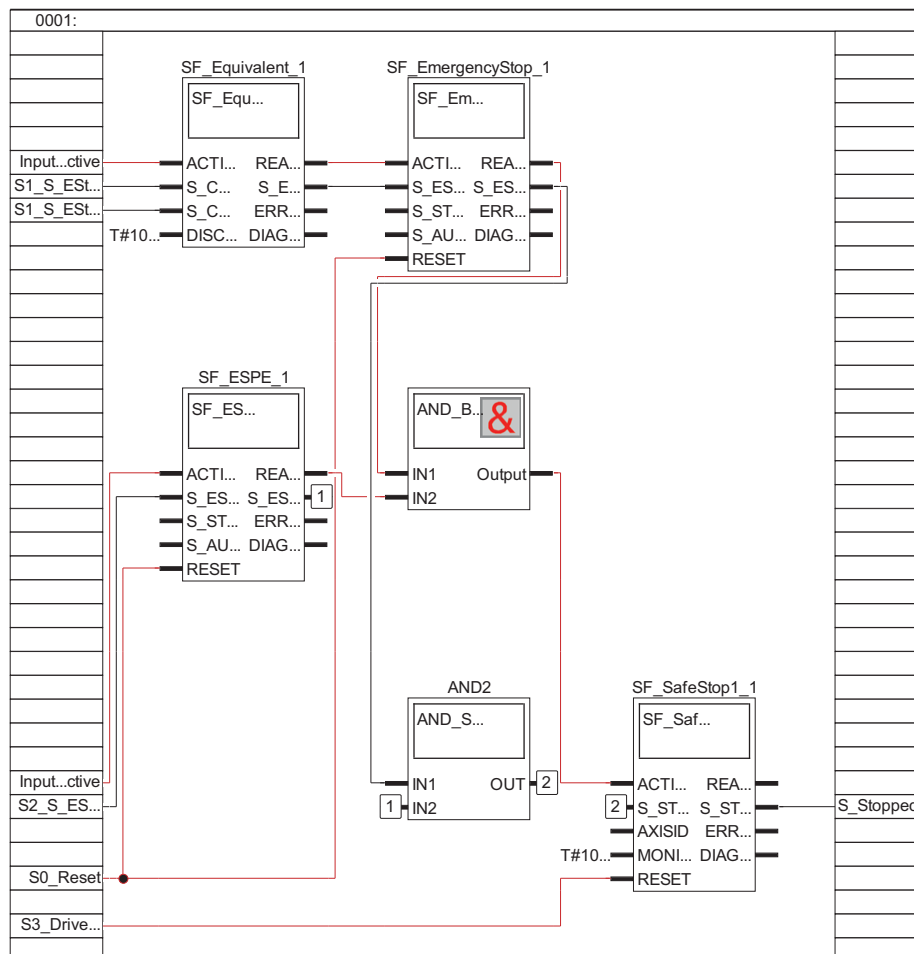 0001:
SF_Equivalent_1
SF_Equ...
ACTI... REA...
S_C... S_E...
S_C... ERR...
DISC... DIAG...
SF_EmergencyStop_1
SF_Em...
ACTI... REA...
S_ES... S_ES...
S_ST... ERR...
S_AU... DIAG...
RESET
Input...ctive
S1_S_ESt...
S1_S_ESt...
T#10...
SF_ESPE_1
SF_ES...
ACTI... REA...
S_ES... S_ES... 1
S_ST... ERR...
S_AU... DIAG...
RESET
AND_B... &
IN1 Output
IN2
AND2
AND_S...
IN1 OUT 2
1 IN2
SF_SafeStop1_1
SF_Saf...
ACTI... REA...
2 S_ST... S_ST...
AXISID ERR...
T#10... MONI... DIAG...
RESET
Input...ctive
S2_S_ES...
S0_Reset
S3_Drive...
S_Stopped